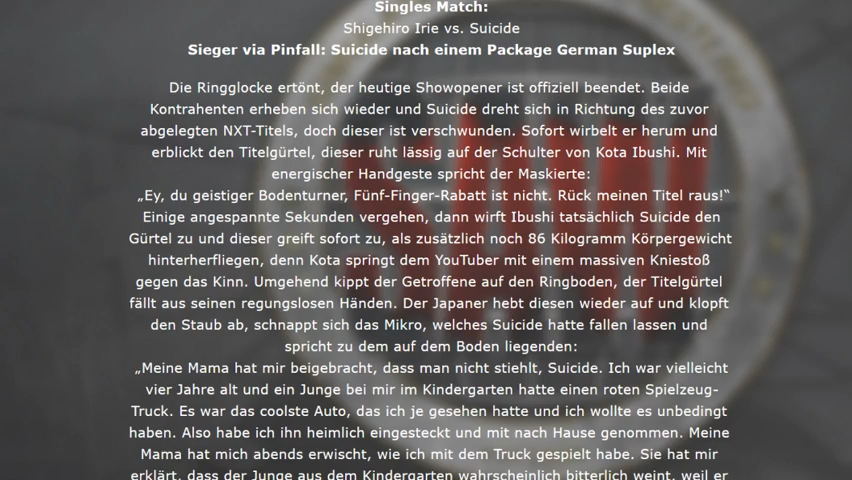 Singles Match:
Shigehiro Irie vs. Suicide
Sieger via Pinfall: Suicide nach einem Package German Suplex
Die Ringglocke ertönt, der heutige Showopener ist offiziell beendet. Beide
Kontrahenten erheben sich wieder und Suicide dreht sich in Richtung des zuvor
abgelegten NXT-Titels, doch dieser ist verschwunden. Sofort wirbelt er herum und
erblickt den Titelgürtel, dieser ruht lässig auf der Schulter von Kota Ibushi. Mit
energischer Handgeste spricht der Maskierte:
„Ey, du geistiger Bodenturner, Fünf-Finger-Rabatt ist nicht. Rück meinen Titel raus!“
Einige angespannte Sekunden vergehen, dann wirft Ibushi tatsächlich Suicide den
Gürtel zu und dieser greift sofort zu, als zusätzlich noch 86 Kilogramm Körpergewicht
hinterherfliegen, denn Kota springt dem YouTuber mit einem massiven Kniestoß
gegen das Kinn. Umgehend kippt der Getroffene auf den Ringboden, der Titelgürtel
fällt aus seinen regungslosen Händen. Der Japaner hebt diesen wieder auf und klopft
den Staub ab, schnappt sich das Mikro, welches Suicide hatte fallen lassen und
spricht zu dem auf dem Boden liegenden:
„Meine Mama hat mir beigebracht, dass man nicht stiehlt, Suicide. Ich war vielleicht
vier Jahre alt und ein Junge bei mir im Kindergarten hatte einen roten Spielzeug-
Truck. Es war das coolste Auto, das ich je gesehen hatte und ich wollte es unbedingt
haben. Also habe ich ihn heimlich eingesteckt und mit nach Hause genommen. Meine
Mama hat mich abends erwischt, wie ich mit dem Truck gespielt habe. Sie hat mir
erklärt, dass der Junge aus dem Kindergarten wahrscheinlich bitterlich weint, weil er